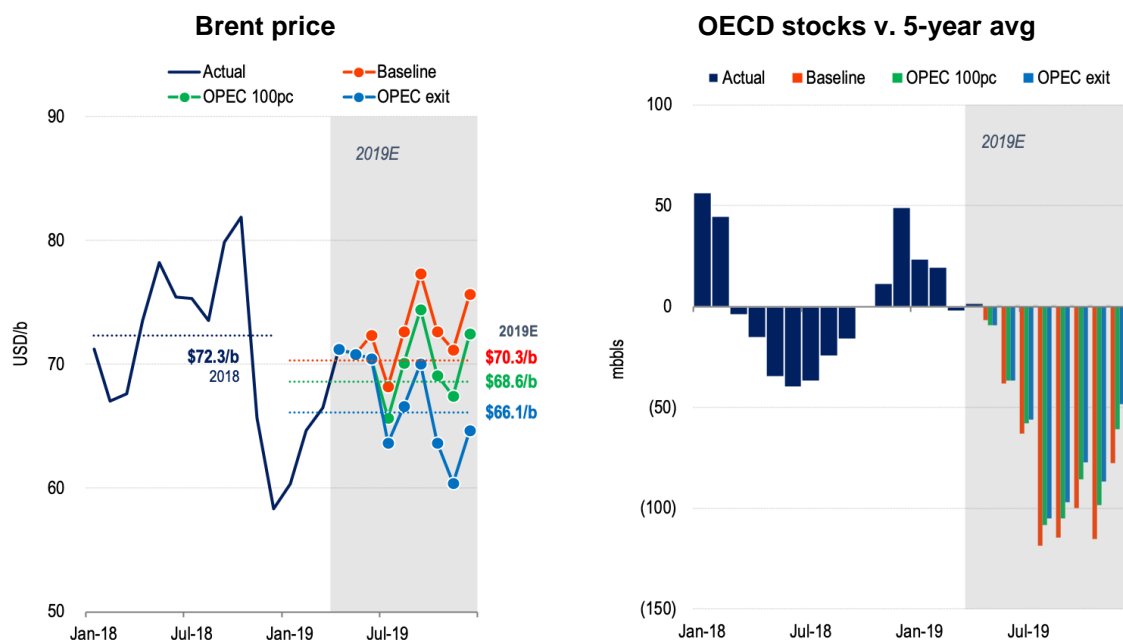 Brent price
Actual
Baseline
OPEC 100pc
OPEC exit
90
80
70
60
50
USD/b
2019E
$72.3/b
2018
2019E
$70.3/b
$68.6/b
$66.1/b
Jan-18
Jul-18
Jan-19
Jul-19
OECD stocks v. 5-year avg
Actual
Baseline
OPEC 100pc
OPEC exit
100
50
0
(50)
(100)
(150)
mbbls
2019E
Jan-18
Jul-18
Jan-19
Jul-19